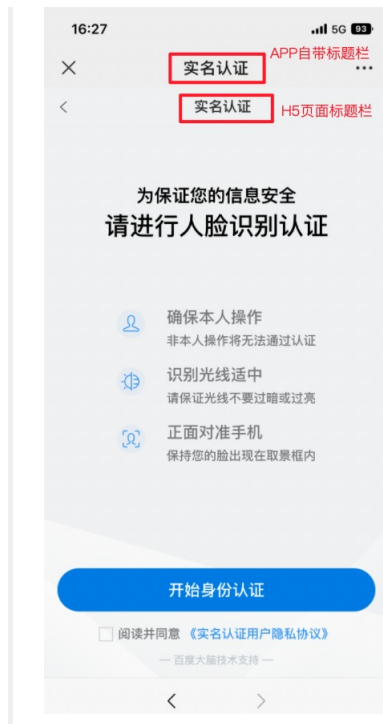 16:27 5G 93
实名认证 APP自带标题栏
实名认证 H5页面标题栏
为保证您的信息安全
请进行人脸识别认证
确保本人操作
非本人操作将无法通过认证
识别光线适中
请保证光线不要过暗或过亮
正面对准手机
保持您的脸出现在取景框内
开始身份认证
阅读并同意《实名认证用户隐私协议》
— 百度大脑技术支持 —